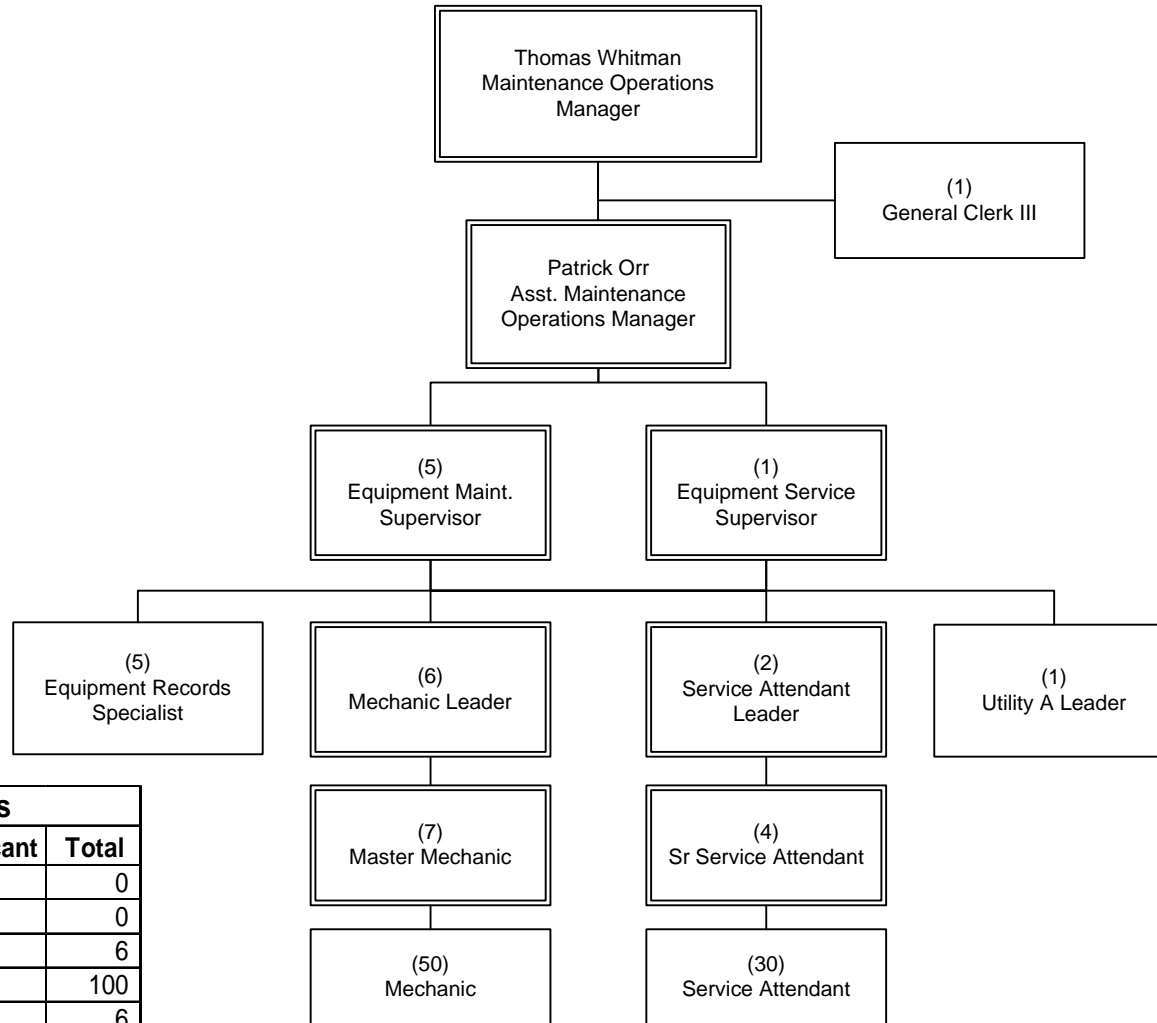 Thomas Whitman
Maintenance Operations
Manager
(1)
General Clerk III
Patrick Orr
Asst. Maintenance
Operations Manager
(5)
Equipment Maint.
Supervisor
(1)
Equipment Service
Supervisor
(5)
Equipment Records
Specialist
(6)
Mechanic Leader
(2)
Service Attendant
Leader
(1)
Utility A Leader
(7)
Master Mechanic
(4)
Sr Service Attendant
(50)
Mechanic
(30)
Service Attendant
s
cant Total
0
0
6
100
6